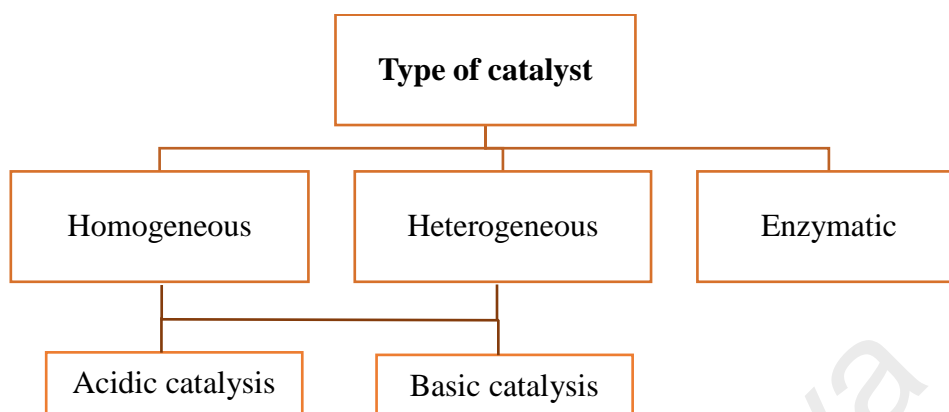 Type of catalyst
Homogeneous
Heterogeneous
Enzymatic
Acidic catalysis
Basic catalysis